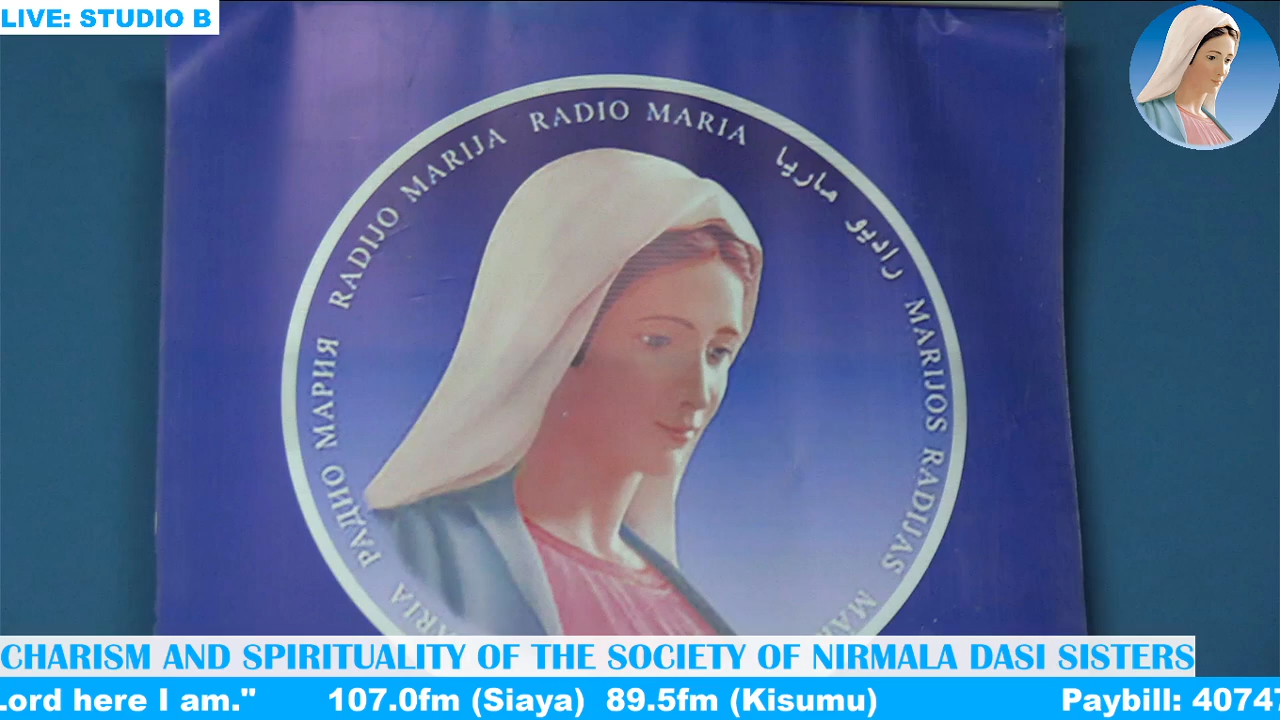 LIVE: STUDIO B
RADIO MARIA
راديو ماريا
MARIJOS RADIJAS
RADIJO MARIJA
РАДИО МАРИЯ
CHARISM AND SPIRITUALITY OF THE SOCIETY OF NIRMALA DASI SISTERS
Lord here I am." 107.0fm (Siaya) 89.5fm (Kisumu) Paybill: 40747